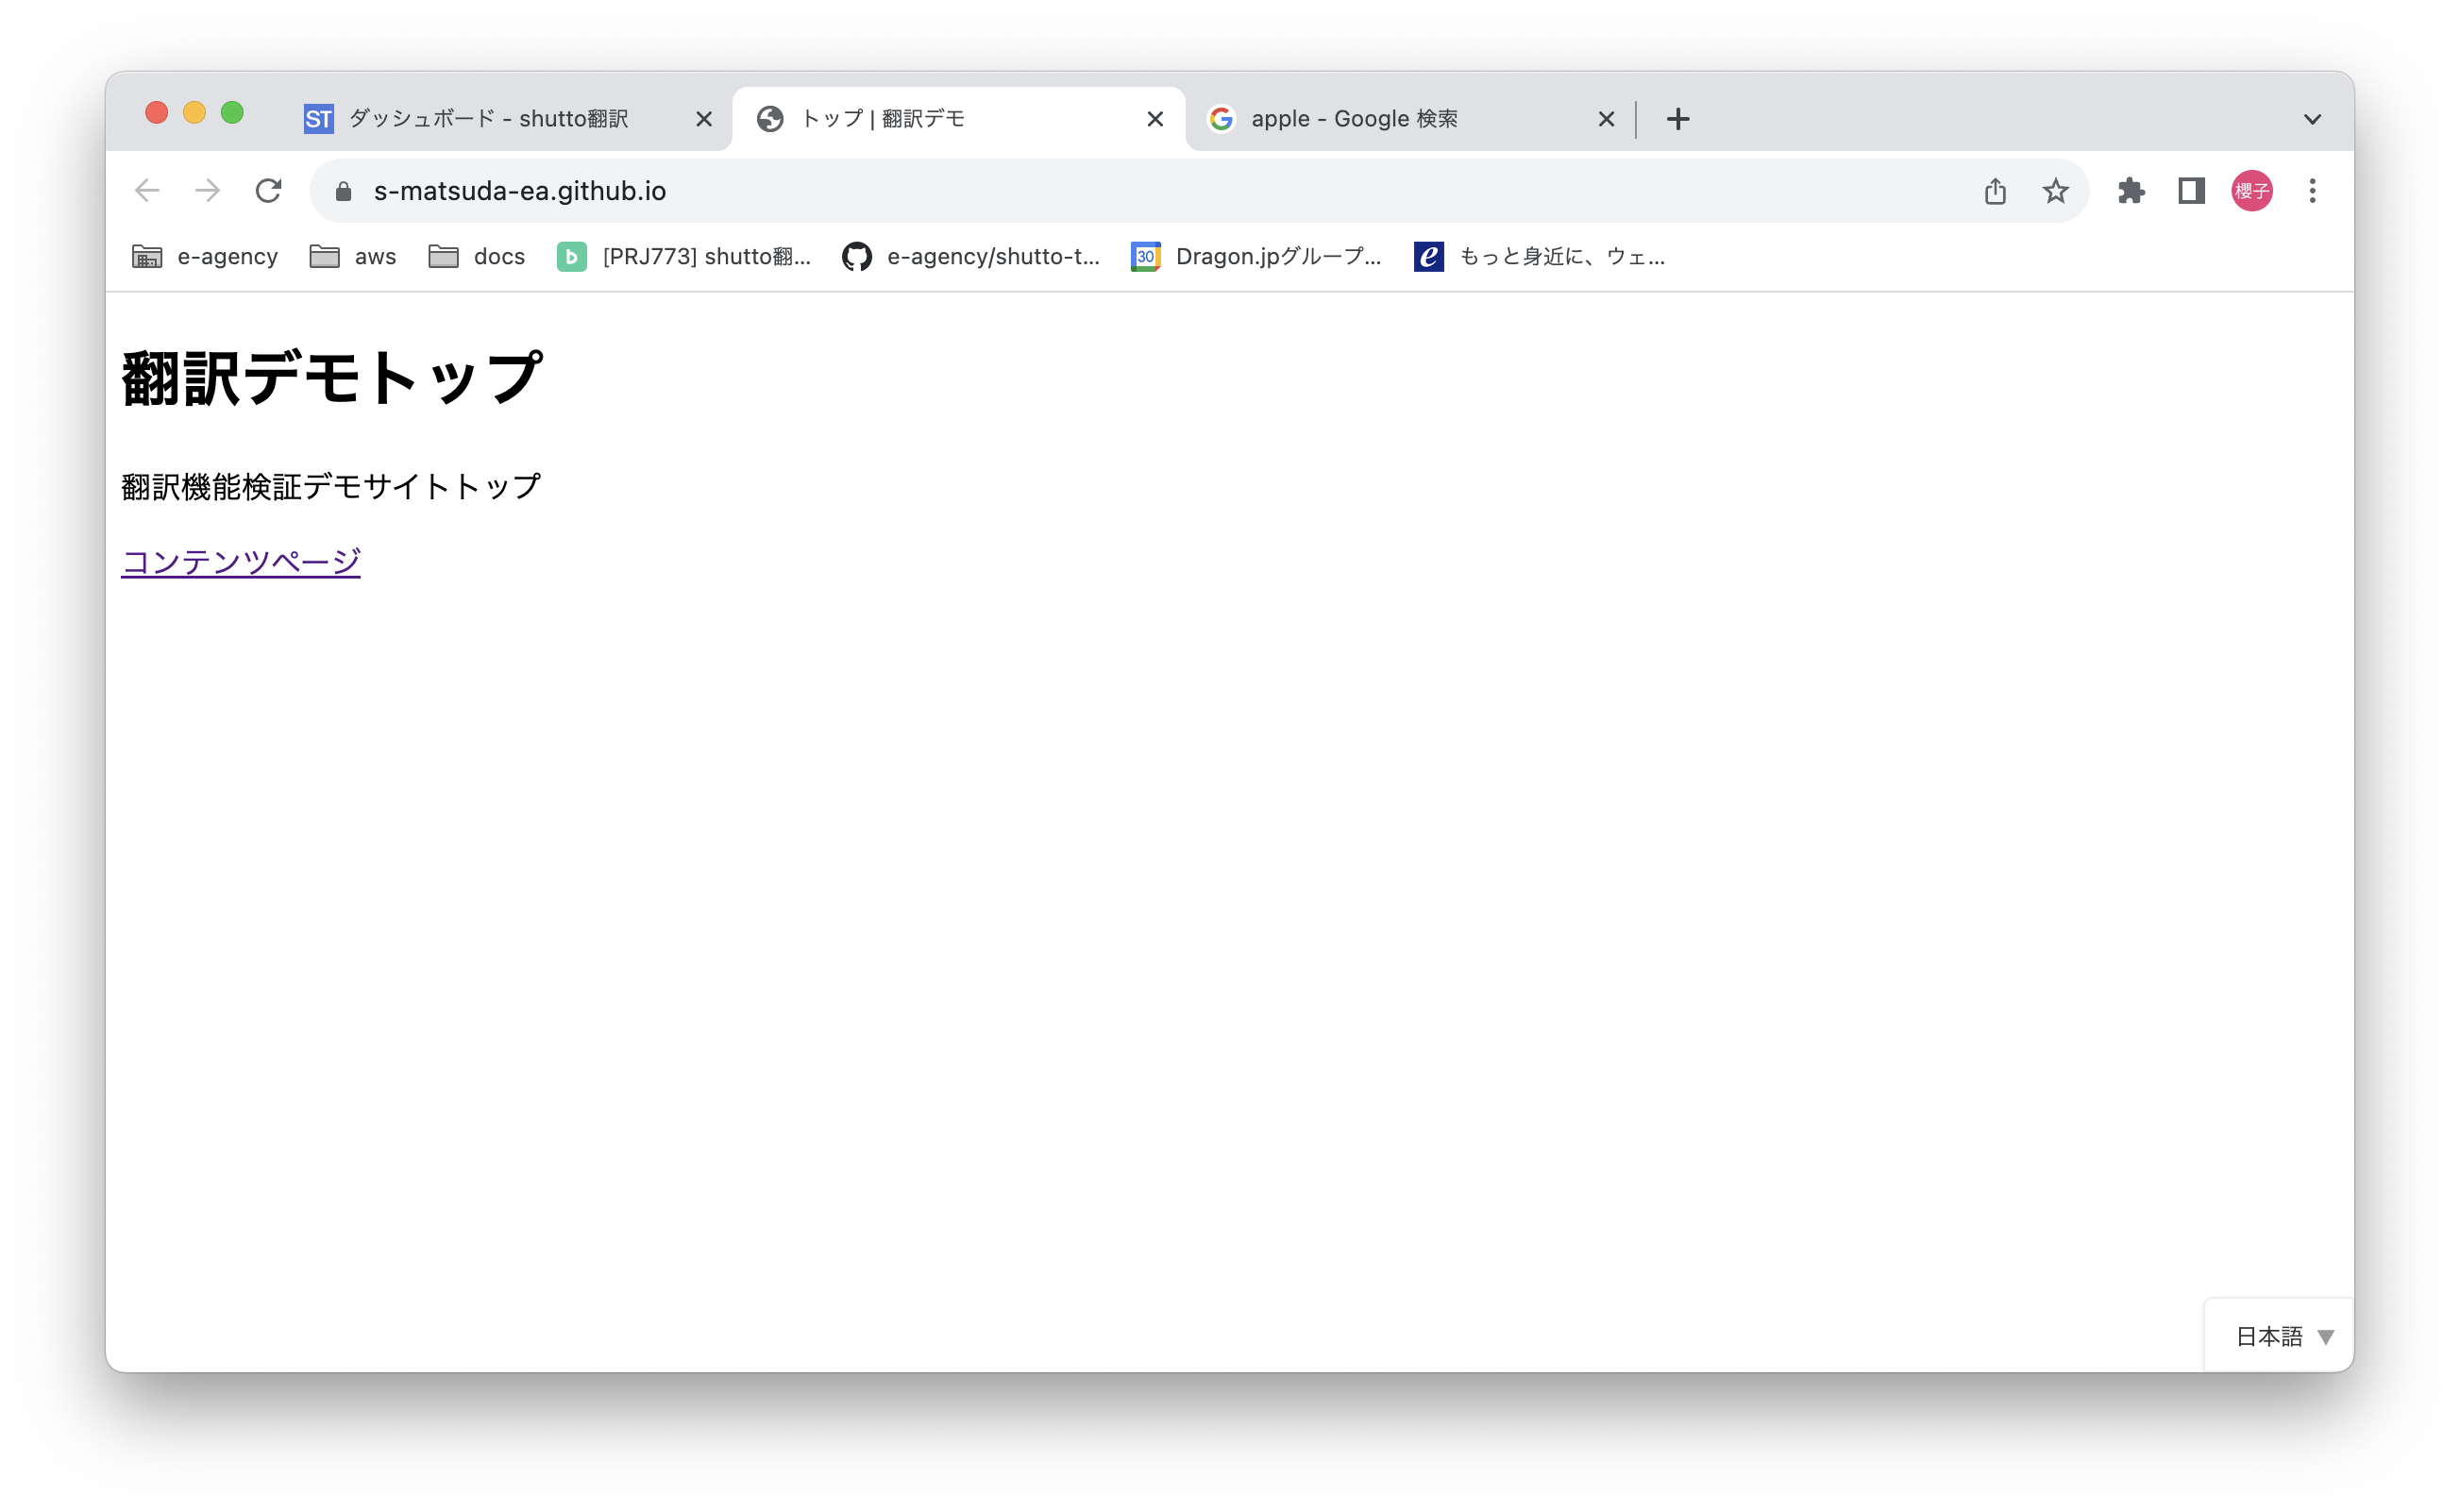 ST ダッシュボード - shutto翻訳
トップ | 翻訳デモ
apple - Google 検索
s-matsuda-ea.github.io
櫻子
e-agency
aws
docs
b [PRJ773] shutto翻...
e-agency/shutto-t...
30 Dragon.jpグループ...
e もっと身近に、ウェ...
翻訳デモトップ
翻訳機能検証デモサイトトップ
コンテンツページ
日本語 ▼